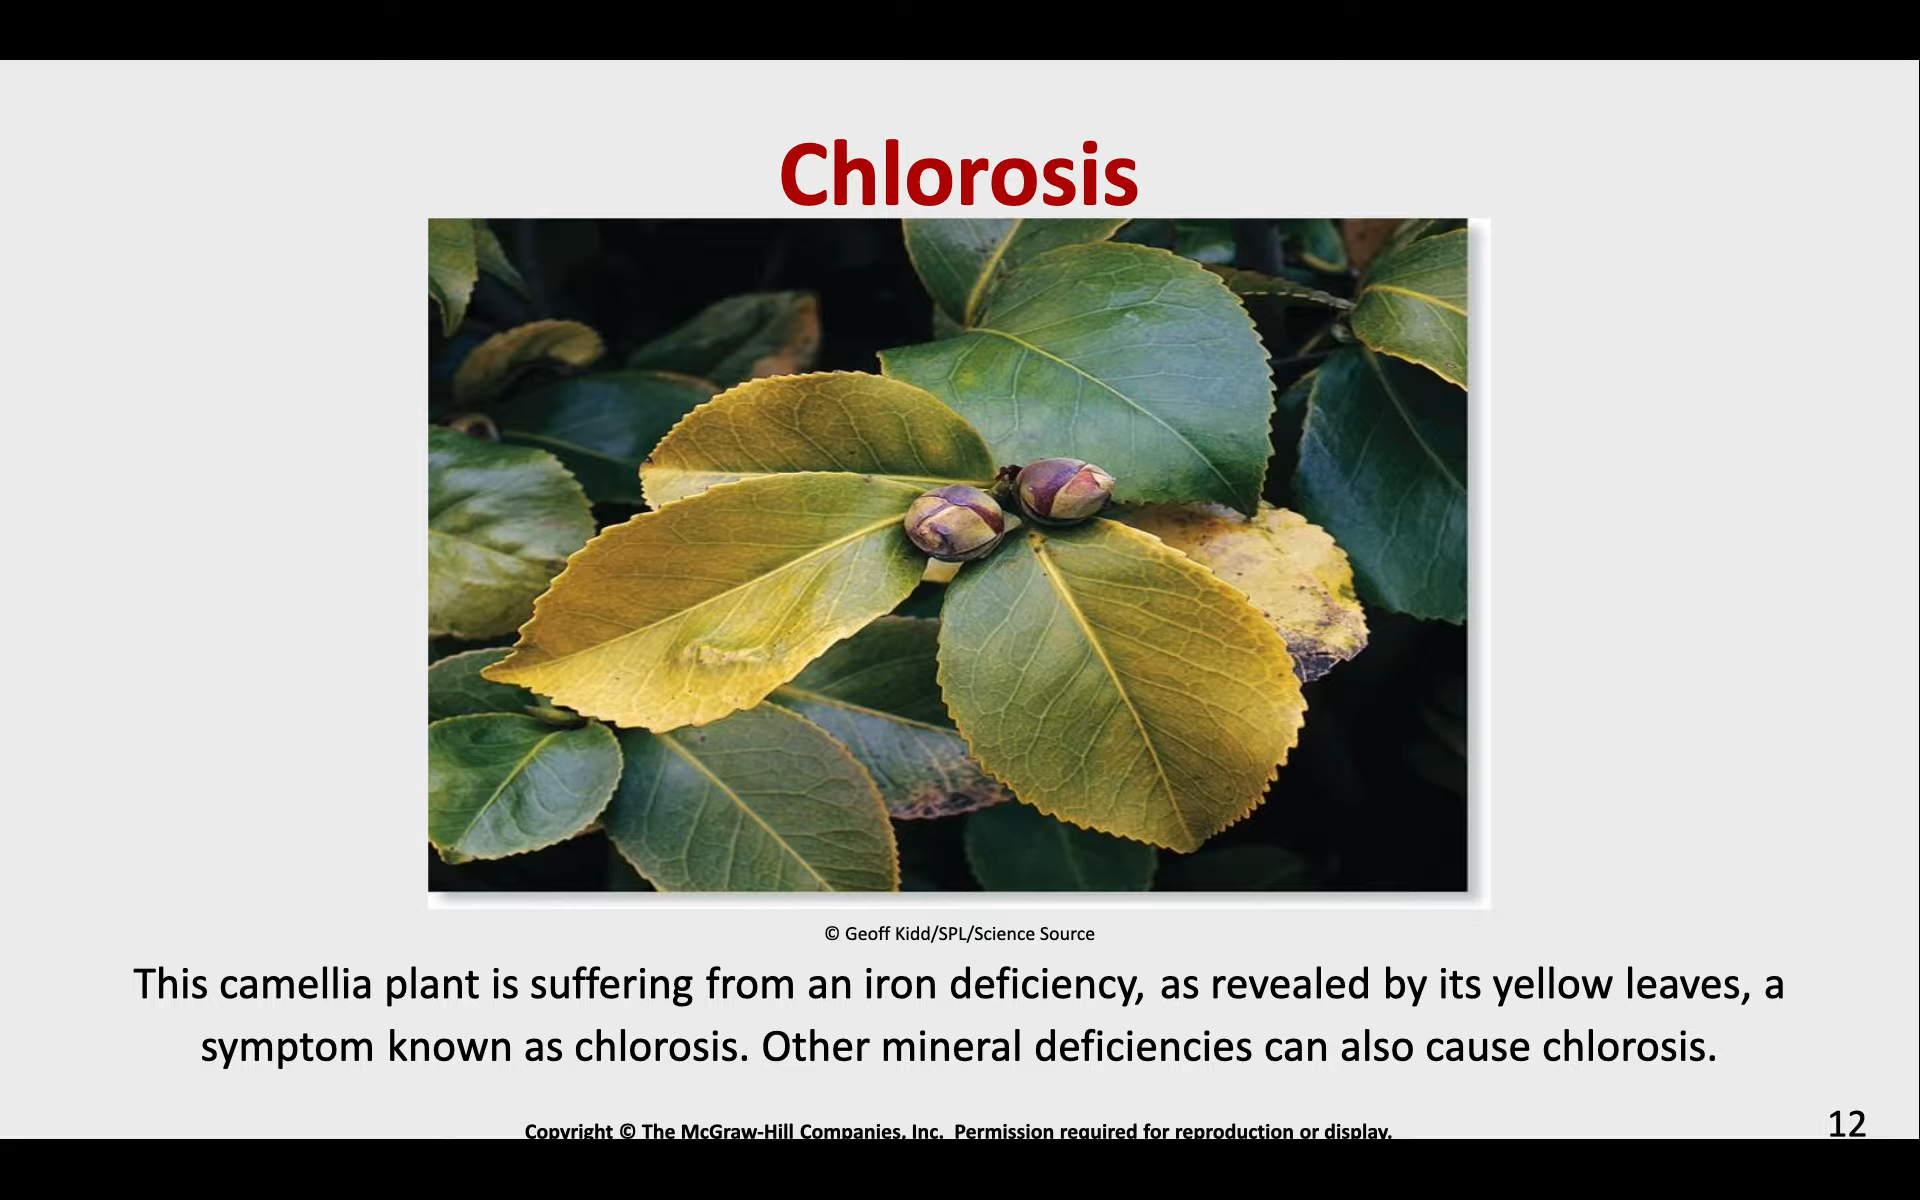 Chlorosis
© Geoff Kidd/SPL/Science Source
This camellia plant is suffering from an iron deficiency, as revealed by its yellow leaves, a
symptom known as chlorosis. Other mineral deficiencies can also cause chlorosis.
Copyright © The McGraw-Hill Companies, Inc. Permission required for reproduction or display.
12